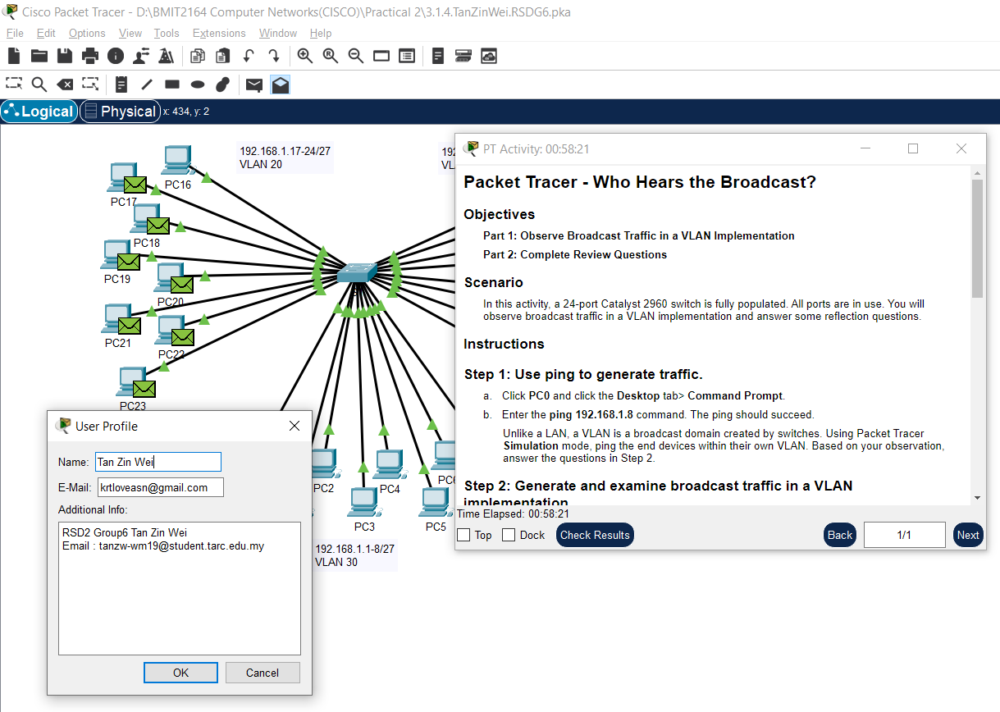 Cisco Packet Tracer - D:\BMIT2164 Computer Networks(CISCO)\Practical 2\3.1.4.TanZinWei.RSDG6.pka
File Edit Options View Tools Extensions Window Help
Logical Physical x: 434, y: 2
192.168.1.17-24/27
VLAN 20
PC16
PC17
PC18
PC19
PC20
PC21
PC22
PC23
PC2
PC4
PC3
PC5
192.168.1.1-8/27
VLAN 30
PT Activity: 00:58:21
Packet Tracer - Who Hears the Broadcast?
Objectives
Part 1: Observe Broadcast Traffic in a VLAN Implementation
Part 2: Complete Review Questions
Scenario
In this activity, a 24-port Catalyst 2960 switch is fully populated. All ports are in use. You will
observe broadcast traffic in a VLAN implementation and answer some reflection questions.
Instructions
Step 1: Use ping to generate traffic.
a. Click PC0 and click the Desktop tab> Command Prompt.
b. Enter the ping 192.168.1.8 command. The ping should succeed.
Unlike a LAN, a VLAN is a broadcast domain created by switches. Using Packet Tracer
Simulation mode, ping the end devices within their own VLAN. Based on your observation,
answer the questions in Step 2.
Step 2: Generate and examine broadcast traffic in a VLAN
implementation
Time Elapsed: 00:58:21
Top Dock Check Results Back 1/1 Next
User Profile
Name: Tan Zin Wei
E-Mail: krtloveasn@gmail.com
Additional Info:
RSD2 Group6 Tan Zin Wei
Email : tanzw-wm19@student.tarc.edu.my
OK Cancel